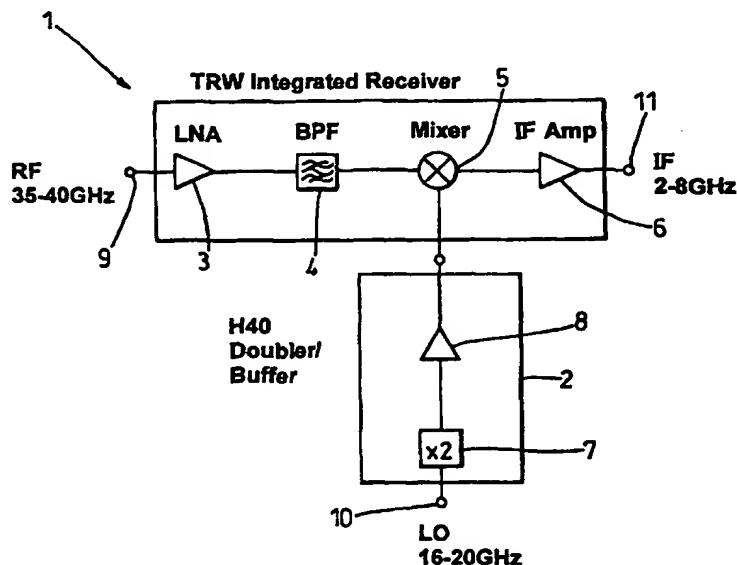 1
TRW Integrated Receiver
5
11
LNA
BPF
Mixer
IF Amp
RF
35-40GHz
IF
2-8GHz
9
3
4
6
H40
Doubler/
Buffer
8
2
x2
7
10
LO
16-20GHz